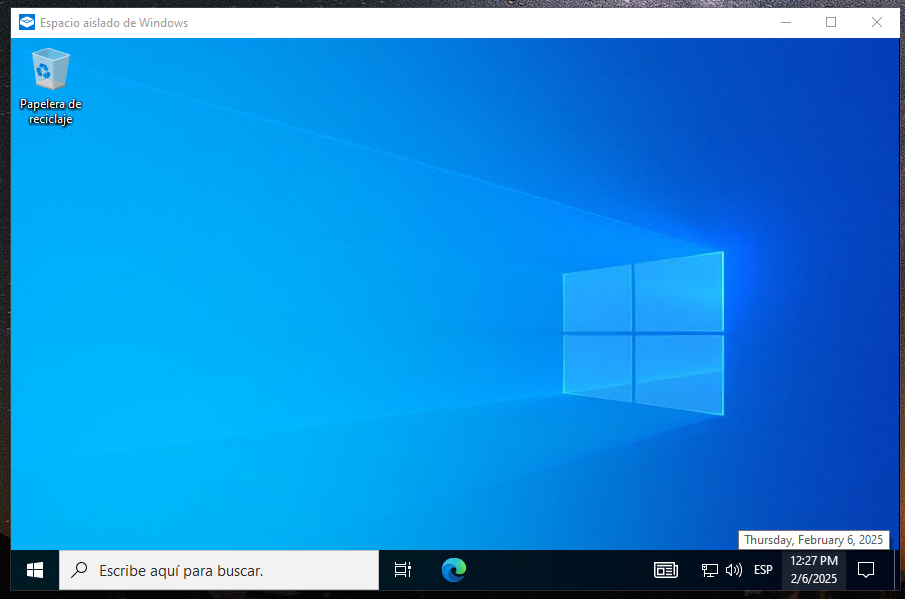 Espacio aislado de Windows
Papelera de
reciclaje
Thursday, February 6, 2025
Escribe aquí para buscar.
ESP
12:27 PM
2/6/2025